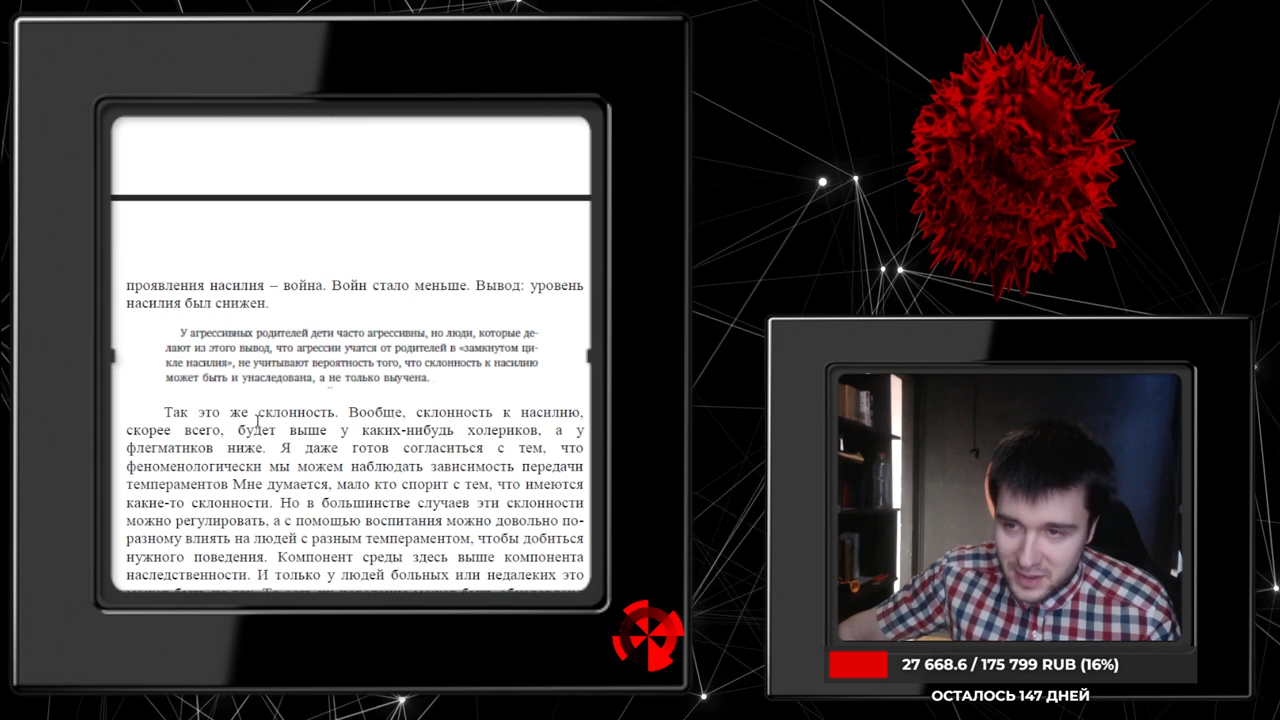 проявления насилия – война. Войн стало меньше. Вывод: уровень
насилия был снижен.
У агрессивных родителей дети часто агрессивны, но люди, которые де-
лают из этого вывод, что агрессии учатся от родителей в «замкнутом ци-
кле насилия», не учитывают вероятность того, что склонность к насилию
может быть и унаследована, а не только выучена.
Так это же склонность. Вообще, склонность к насилию,
скорее всего, будет выше у каких-нибудь холериков, а у
флегматиков ниже. Я даже готов согласиться с тем, что
феноменологически мы можем наблюдать зависимость передачи
темпераментов Мне думается, мало кто спорит с тем, что имеются
какие-то склонности. Но в большинстве случаев эти склонности
можно регулировать, а с помощью воспитания можно довольно по-
разному влиять на людей с разным темпераментом, чтобы добиться
нужного поведения. Компонент среды здесь выше компонента
наследственности. И только у людей больных или недалеких это
27 668.6 / 175 799 RUB (16%)
ОСТАЛОСЬ 147 ДНЕЙ